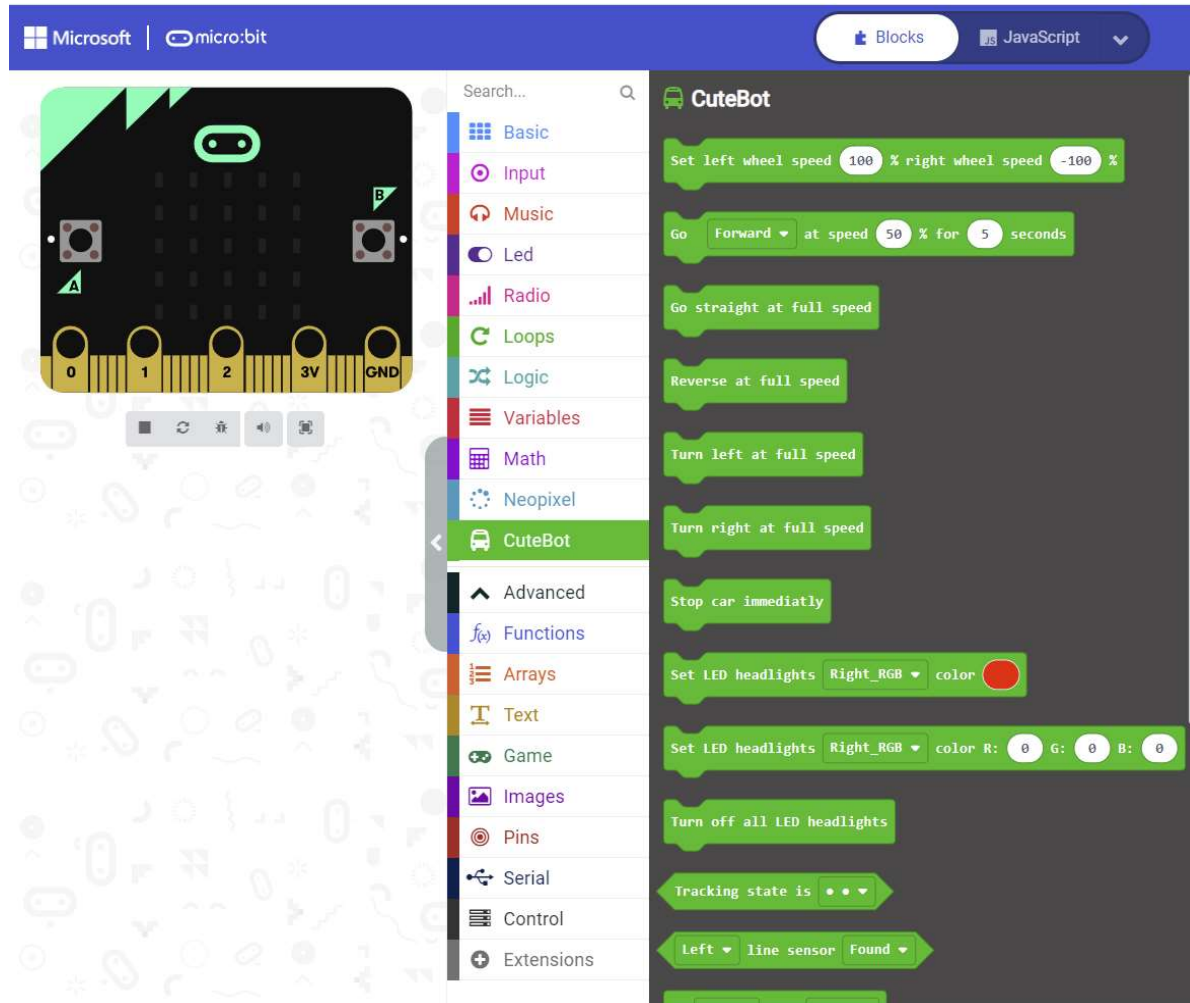 Microsoft micro:bit
Blocks
JavaScript
B
A
0 1 2 3V GND
Search...
Basic
Input
Music
Led
Radio
Loops
Logic
Variables
Math
Neopixel
CuteBot
Advanced
f(x) Functions
Arrays
Text
Game
Images
Pins
Serial
Control
Extensions
CuteBot
Set left wheel speed 100 % right wheel speed -100 %
Go Forward at speed 50 % for 5 seconds
Go straight at full speed
Reverse at full speed
Turn left at full speed
Turn right at full speed
Stop car immediatly
Set LED headlights Right_RGB color
Set LED headlights Right_RGB color R: 0 G: 0 B: 0
Turn off all LED headlights
Tracking state is
Left line sensor Found